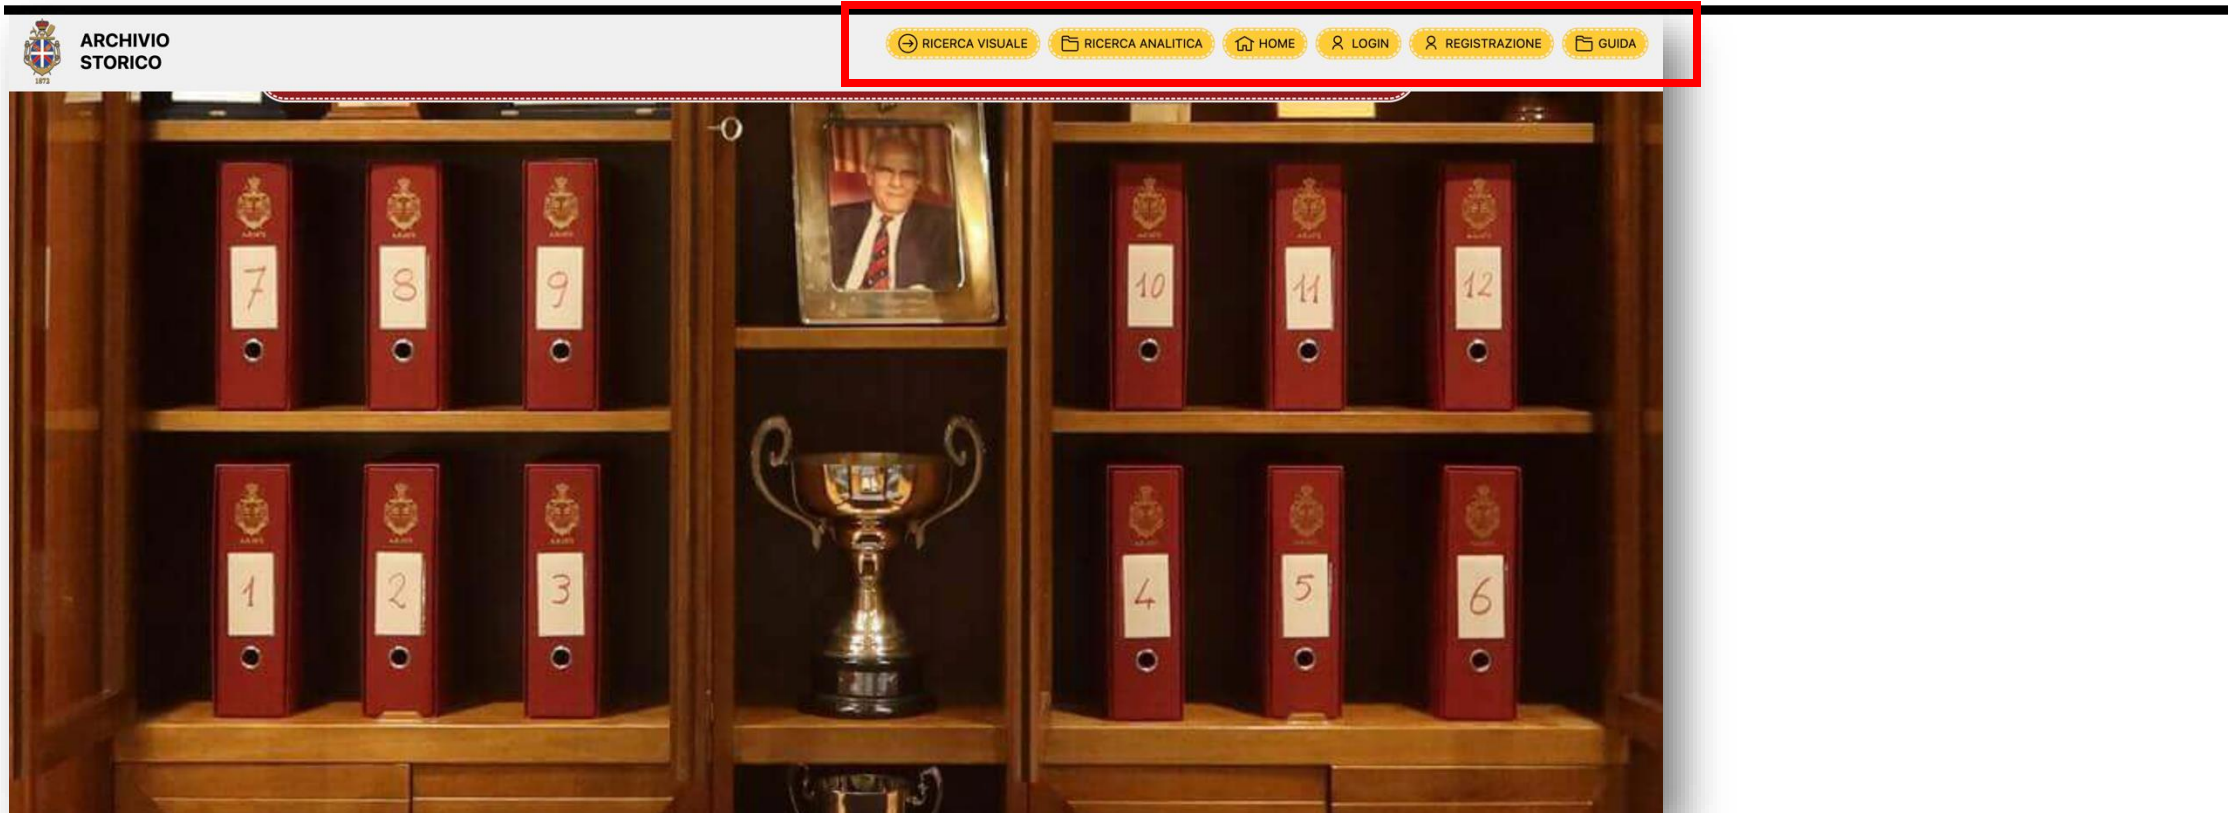 ARCHIVIO
STORICO
1873
RICERCA VISUALE
RICERCA ANALITICA
HOME
LOGIN
REGISTRAZIONE
GUIDA
7
8
9
10
11
12
1
2
3
4
5
6